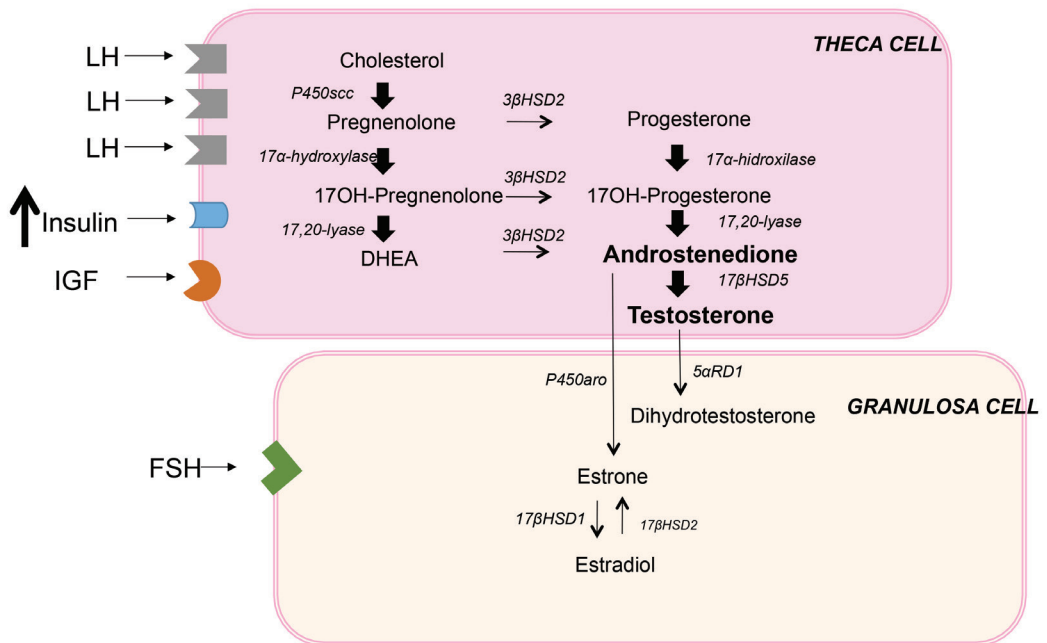 THECA CELL
LH
Cholesterol
P450scc
3βHSD2
LH
Pregnenolone
Progesterone
LH
17α-hydroxylase
17α-hidroxilase
3βHSD2
17OH-Pregnenolone
17OH-Progesterone
Insulin
17,20-lyase
3βHSD2
17,20-lyase
DHEA
Androstenedione
IGF
17βHSD5
Testosterone
P450aro
5αRD1
GRANULOSA CELL
Dihydrotestosterone
FSH
Estrone
17βHSD1
17βHSD2
Estradiol